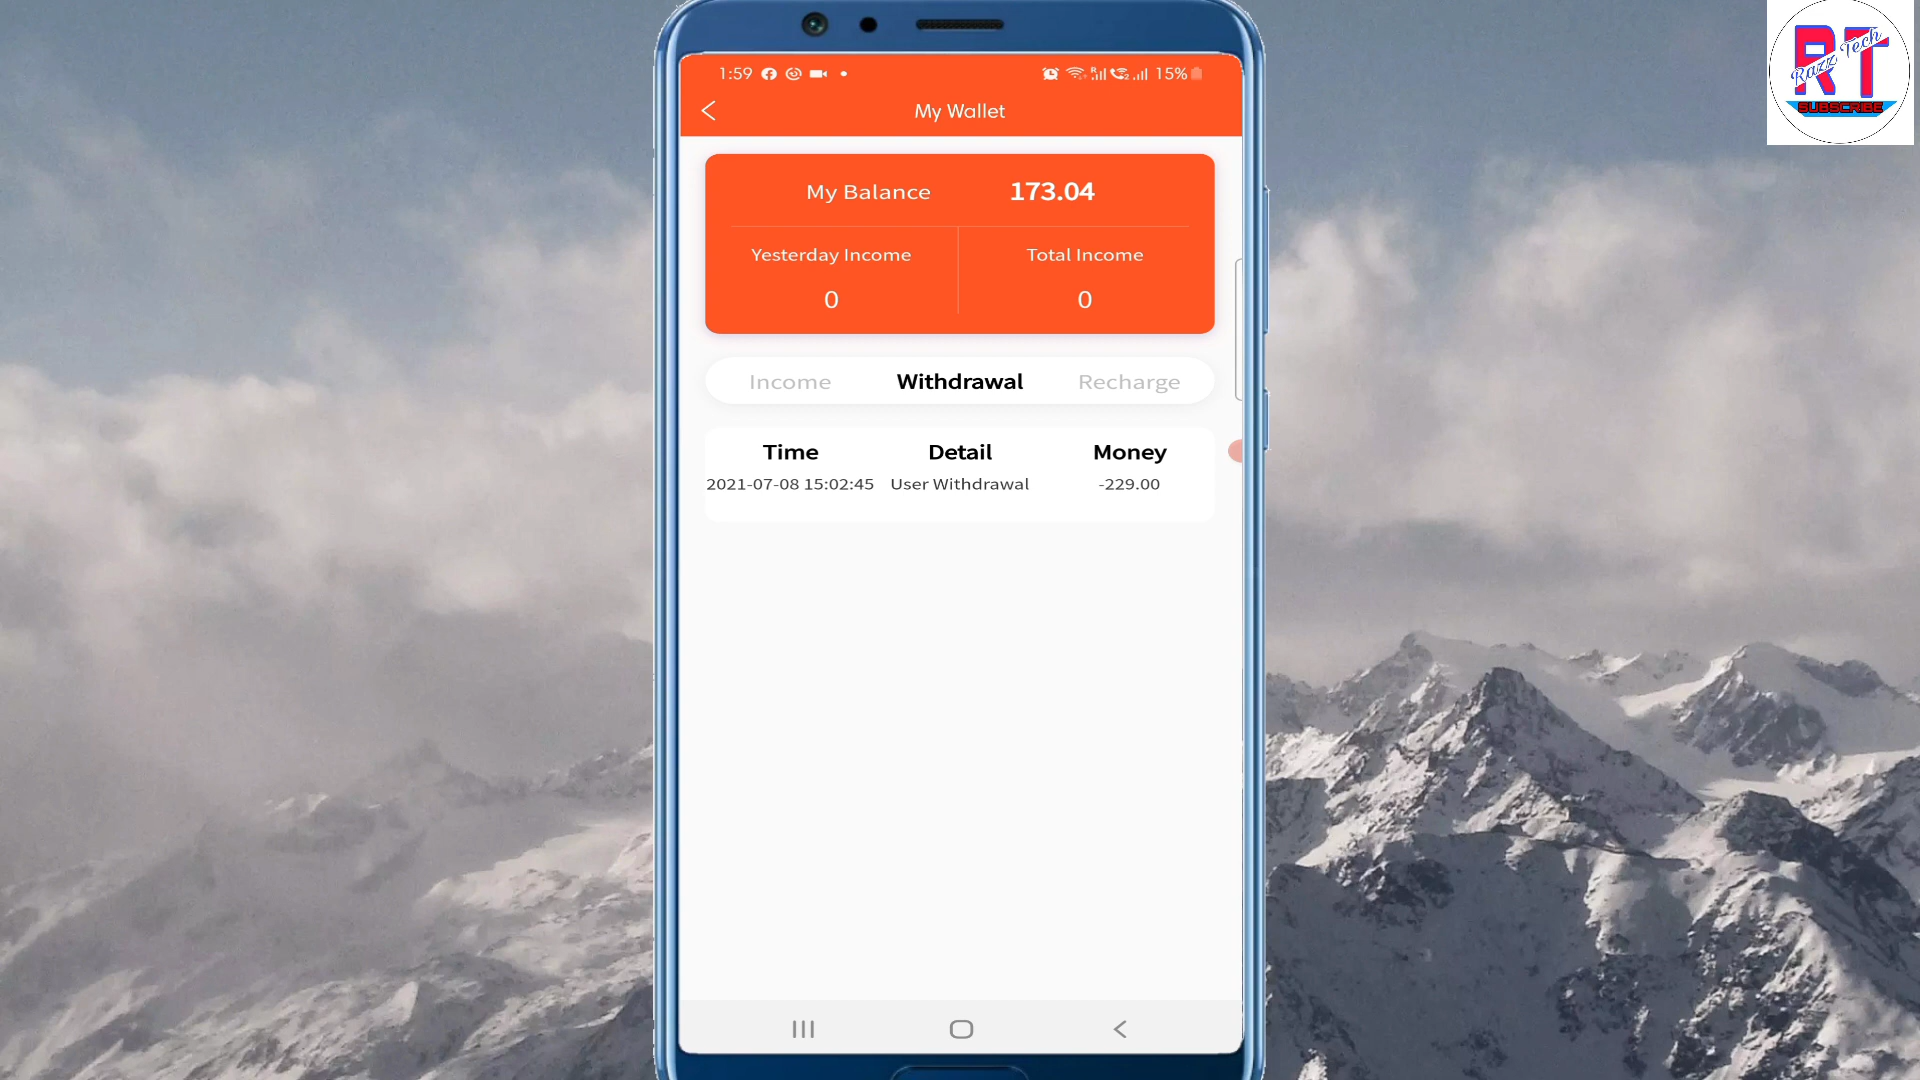 1:59
15%
My Wallet
My Balance 173.04
Yesterday Income Total Income
0 0
Income Withdrawal Recharge
Time Detail Money
2021-07-08 15:02:45 User Withdrawal -229.00
RT
Razz Tech
SUBSCRIBE